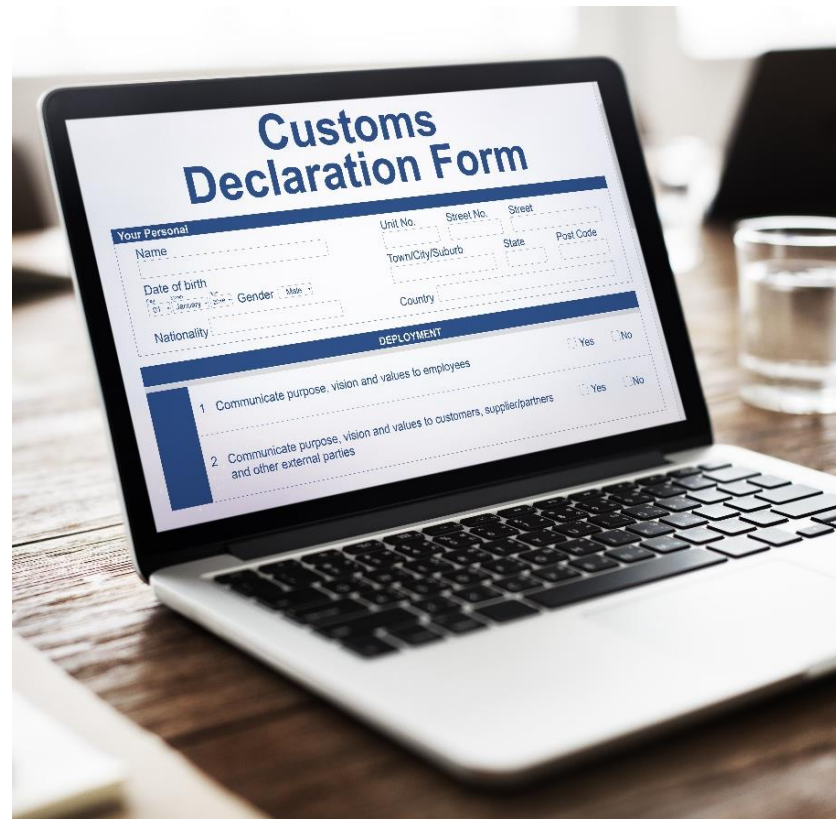 Customs
Declaration Form
Your Personal
Name
Unit No. Street No. Street
Town/City/Suburb State Post Code
Date of birth
01 January Gender Male
Nationality
Country
DEPLOYMENT
1 Communicate purpose, vision and values to employees Yes No
2 Communicate purpose, vision and values to customers, supplier/partners Yes No
and other external parties